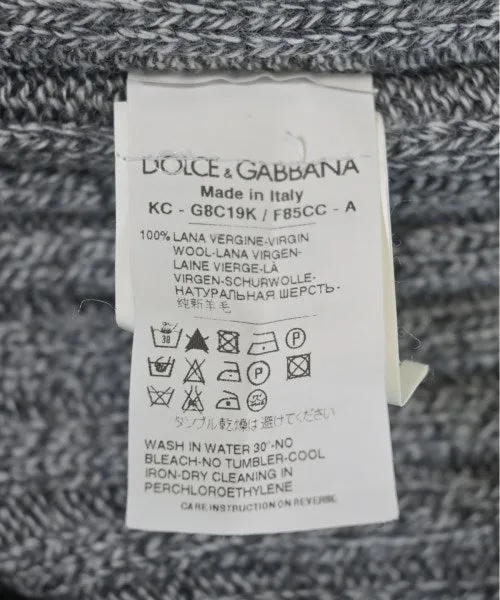 DOLCE & GABBANA
Made in Italy
KC - G8C19K / F85CC - A
100% LANA VERGINE-VIRGIN
WOOL-LANA VIRGEN-
LAINE VIERGE-LÀ
VIRGEN-SCHURWOLLE-
НАТУРАЛЬНАЯ ШЕРСТЬ-
纯新羊毛
30 P
P
タンブル乾燥は避けてください
WASH IN WATER 30°-NO
BLEACH-NO TUMBLER-COOL
IRON-DRY CLEANING IN
PERCHLOROETHYLENE
CARE INSTRUCTION ON REVERSE